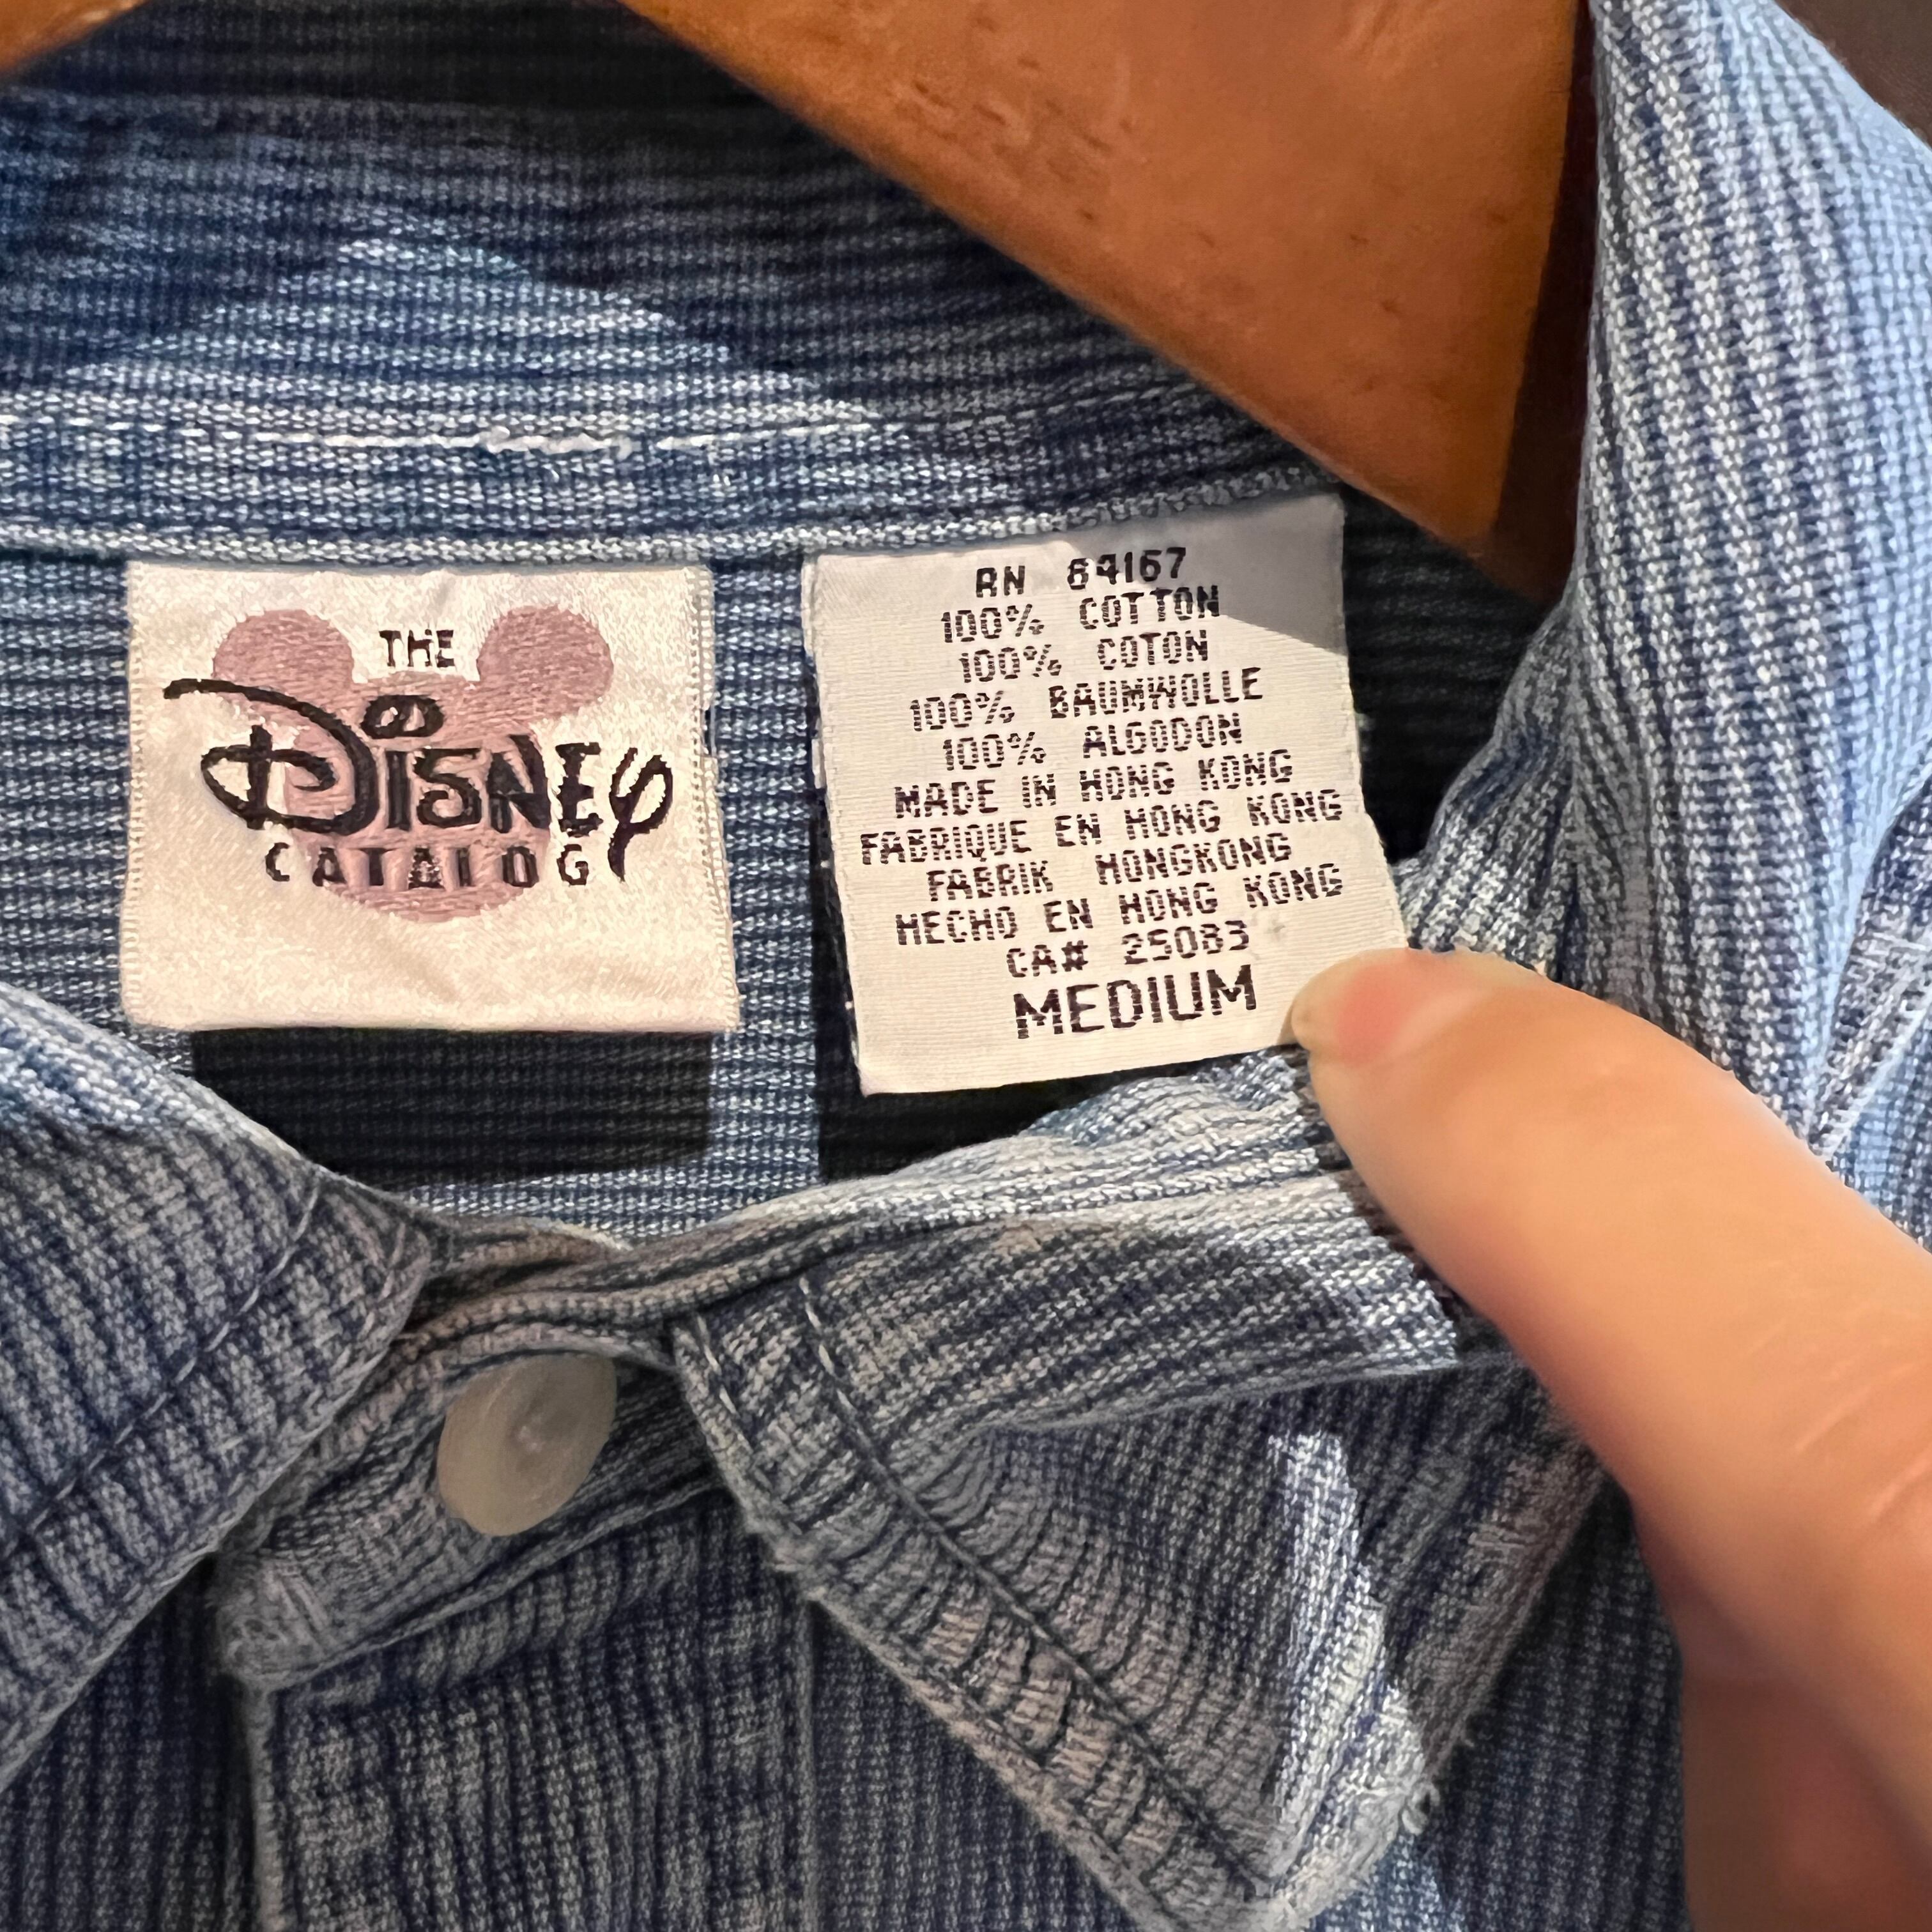 THE
DISNEY
CATALOG
RN 64167
100% COTTON
100% COTON
100% BAUMWOLLE
100% ALGODON
MADE IN HONG KONG
FABRIQUE EN HONG KONG
FABRIK HONGKONG
HECHO EN HONG KONG
CA# 25083
MEDIUM